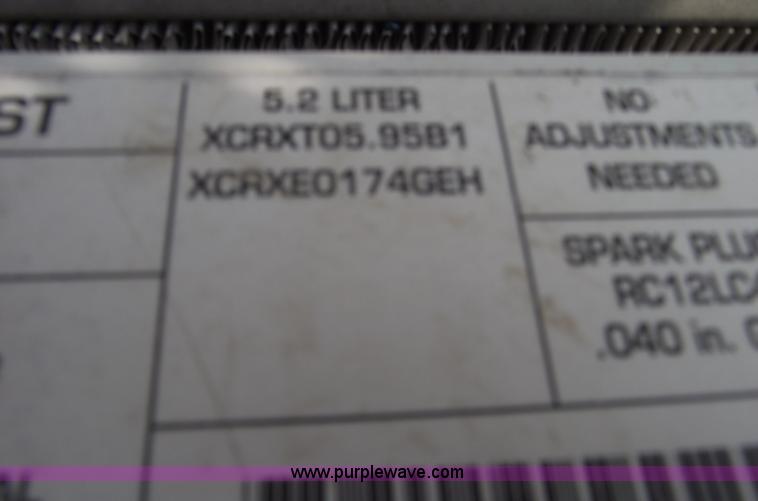 ST
5.2 LITER
XCRXT05.95B1
XCRXE0174GEH
NO
ADJUSTMENTS
NEEDED
SPARK PLU
RC12LC
.040 in.
www.purplewave.com